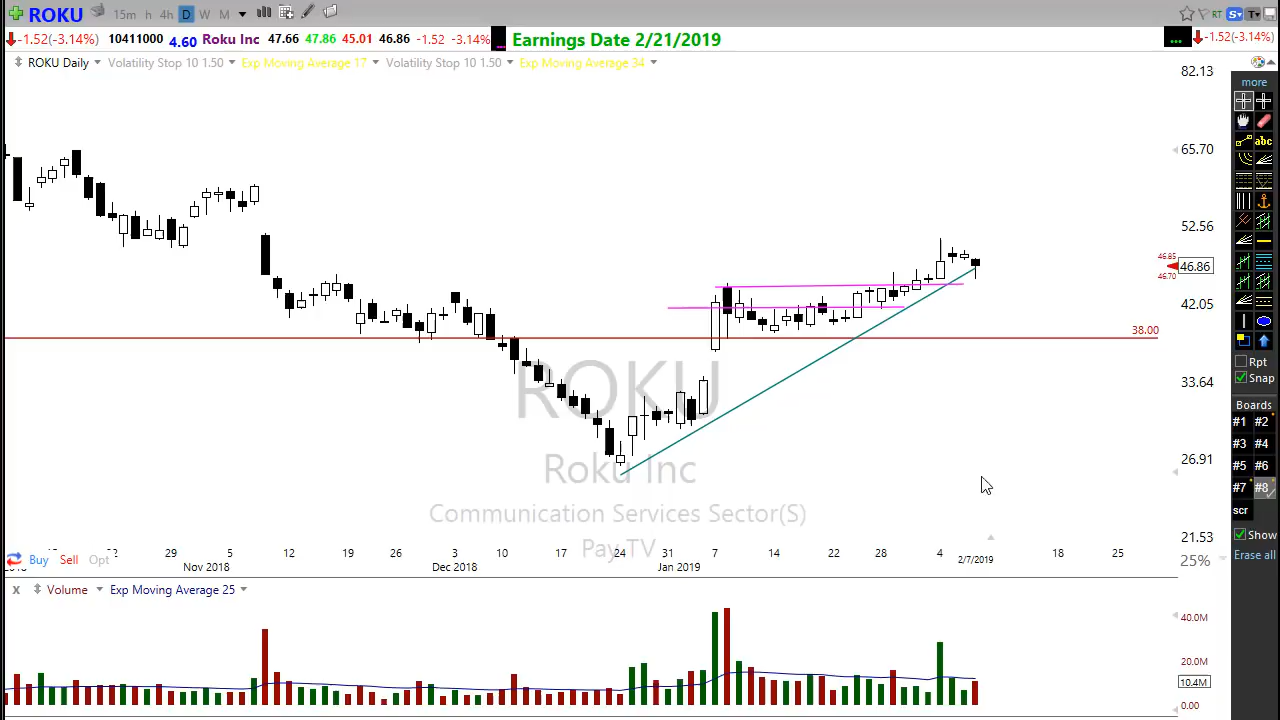 ROKU 15m h 4h D W M RT S T
-1.52(-3.14%) 10411000 4.60 Roku Inc 47.66 47.86 45.01 46.86 -1.52 -3.14% ... Earnings Date 2/21/2019 ... -1.52(-3.14%)
ROKU Daily Volatility Stop 10 1.50 Exp Moving Average 17 Volatility Stop 10 1.50 Exp Moving Average 34
82.13
more
abc
65.70
52.56
46.85
46.86
46.70
42.05
38.00
33.64
Rpt
Snap
Boards
#1 #2
#3 #4
#5 #6
#7 #8
scr
Show
Erase all
26.91
21.53
25%
ROKU
Roku Inc
Communication Services Sector(S)
Pay TV
29 5 12 19 26 3 10 17 24 31 7 14 22 28 4 2/7/2019 18 25
Nov 2018 Dec 2018 Jan 2019
Buy Sell Opt
x Volume Exp Moving Average 25
40.0M
20.0M
10.4M
0.00